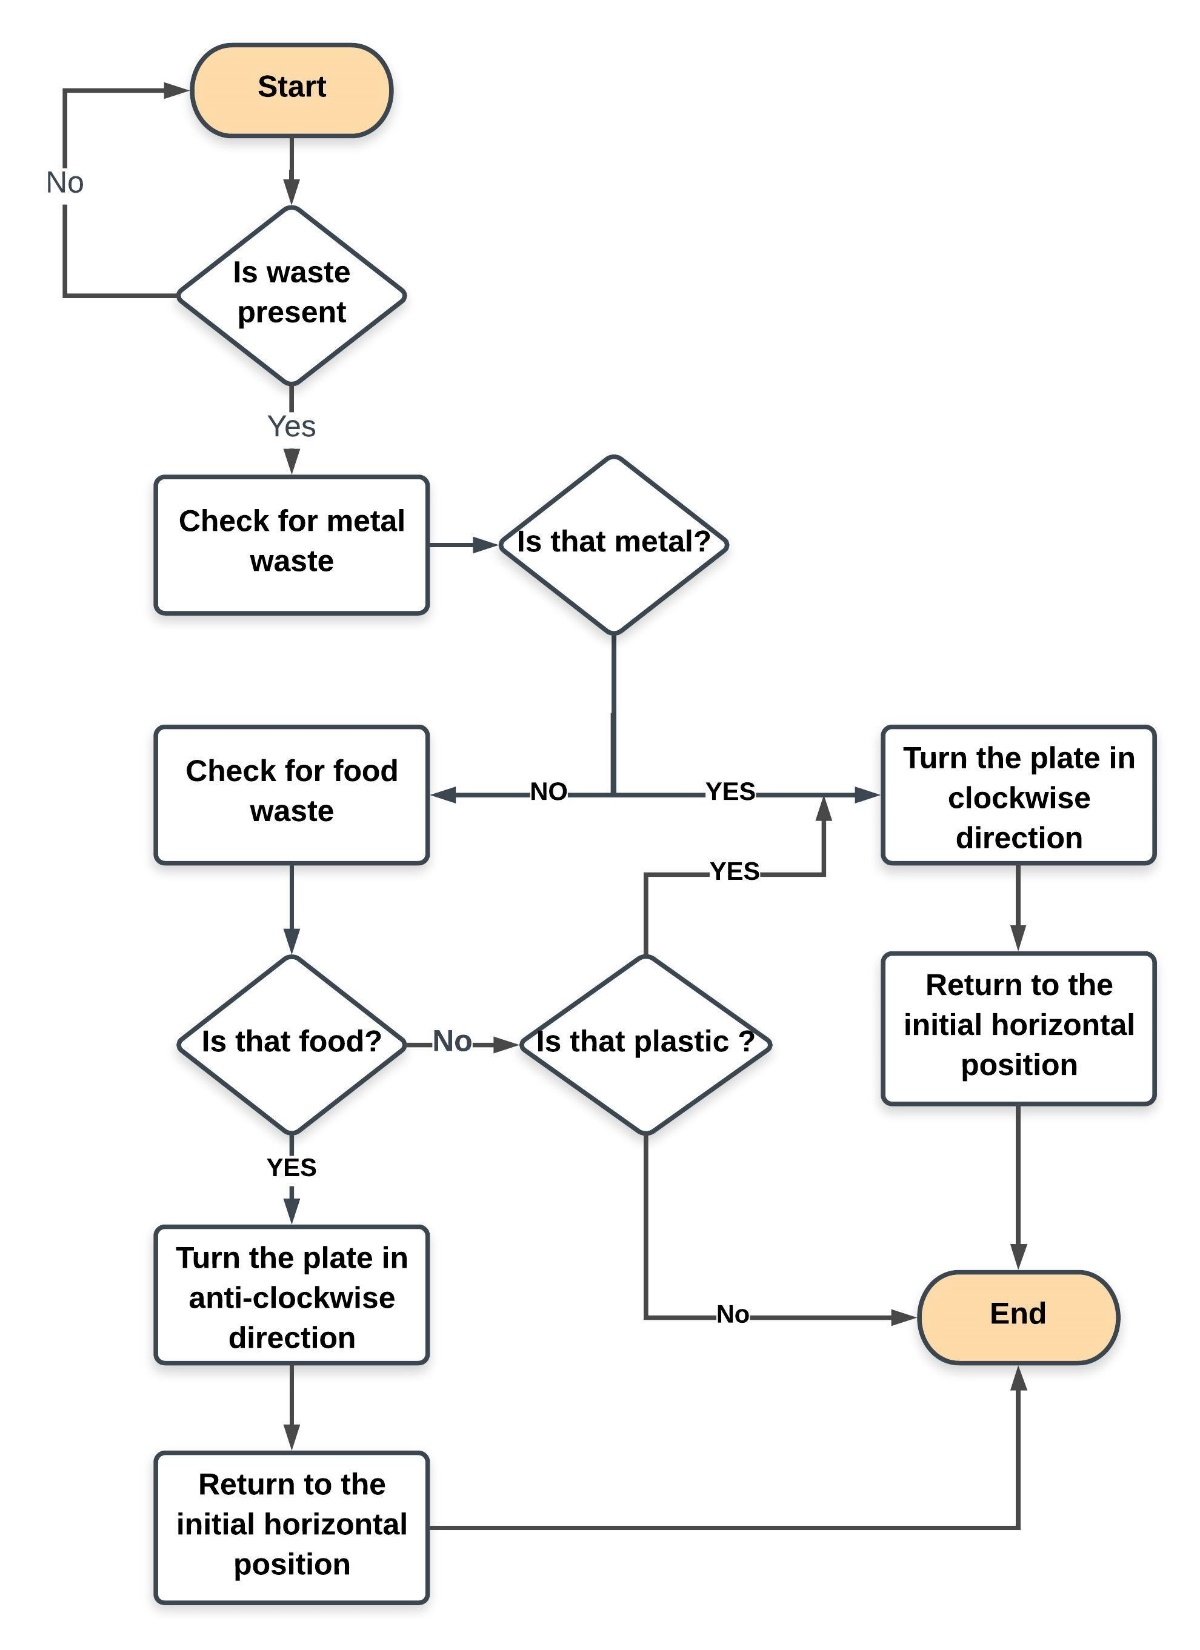 Start
No
Is waste
present
Yes
Check for metal
waste
Is that metal?
Check for food
waste
NO
YES
Turn the plate in
clockwise
direction
YES
Return to the
initial horizontal
position
Is that food?
No
Is that plastic ?
YES
Turn the plate in
anti-clockwise
direction
No
End
Return to the
initial horizontal
position